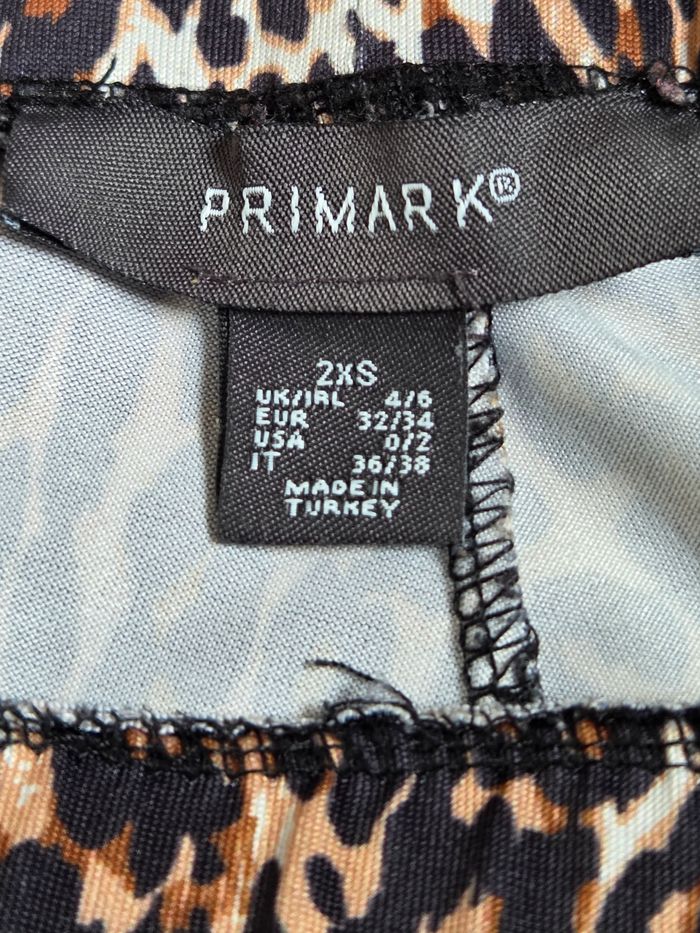 PRIMARK®
2XS
UK/IRL 4/6
EUR 32/34
USA 0/2
IT 36/38
MADE IN
TURKEY